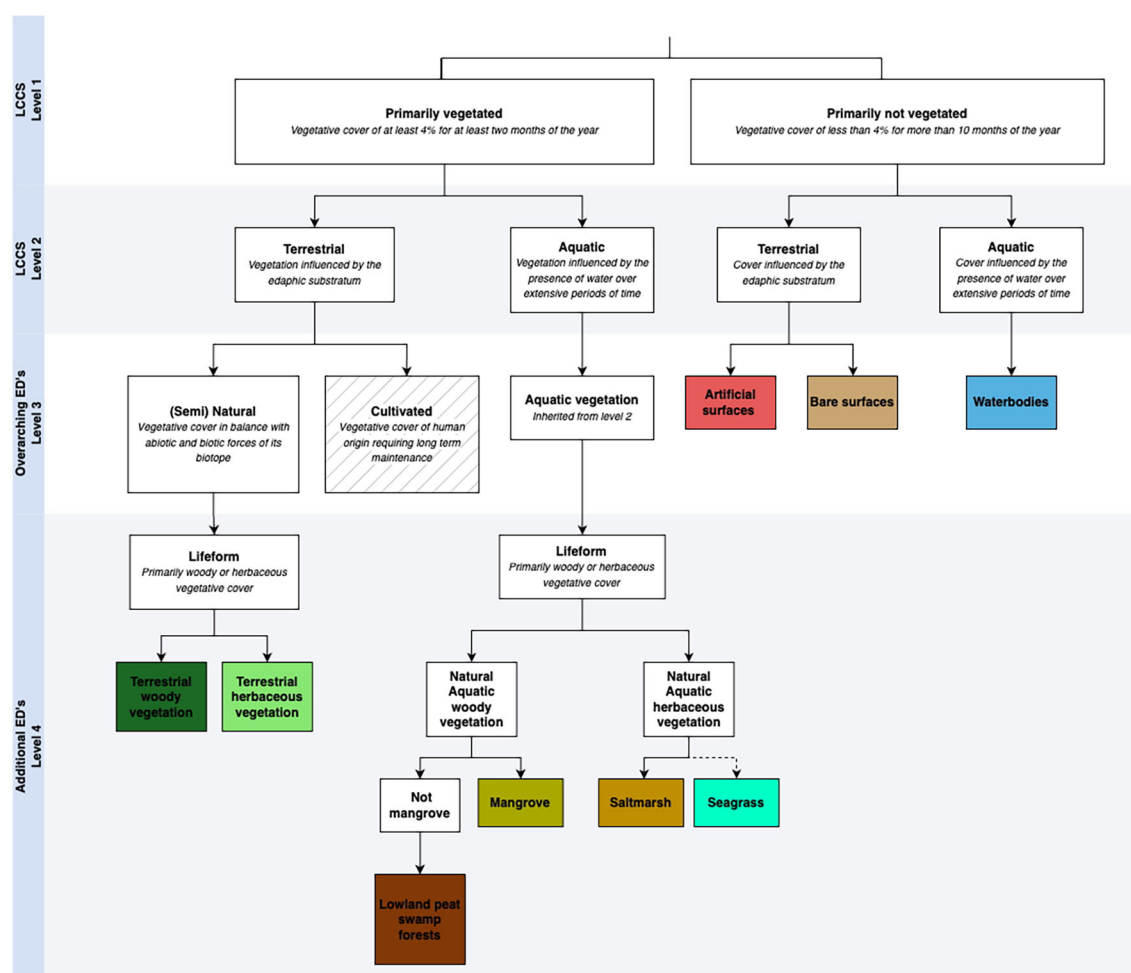 LCCS
Level 1
Primarily vegetated
Vegetative cover of at least 4% for at least two months of the year
Primarily not vegetated
Vegetative cover of less than 4% for more than 10 months of the year
LCCS
Level 2
Terrestrial
Vegetation influenced by the
edaphic substratum
Aquatic
Vegetation influenced by the
presence of water over
extensive periods of time
Terrestrial
Cover influenced by the
edaphic substratum
Aquatic
Cover influenced by the
presence of water over
extensive periods of time
Overarching ED's
Level 3
(Semi) Natural
Vegetative cover in balance with
abiotic and biotic forces of its
biotope
Cultivated
Vegetative cover of human
origin requiring long term
maintenance
Aquatic vegetation
Inherited from level 2
Artificial
surfaces
Bare surfaces
Waterbodies
Additional ED's
Level 4
Lifeform
Primarily woody or herbaceous
vegetative cover
Lifeform
Primarily woody or herbaceous
vegetative cover
Terrestrial
woody
vegetation
Terrestrial
herbaceous
vegetation
Natural
Aquatic
woody
vegetation
Natural
Aquatic
herbaceous
vegetation
Not
mangrove
Mangrove
Saltmarsh
Seagrass
Lowland peat
swamp
forests